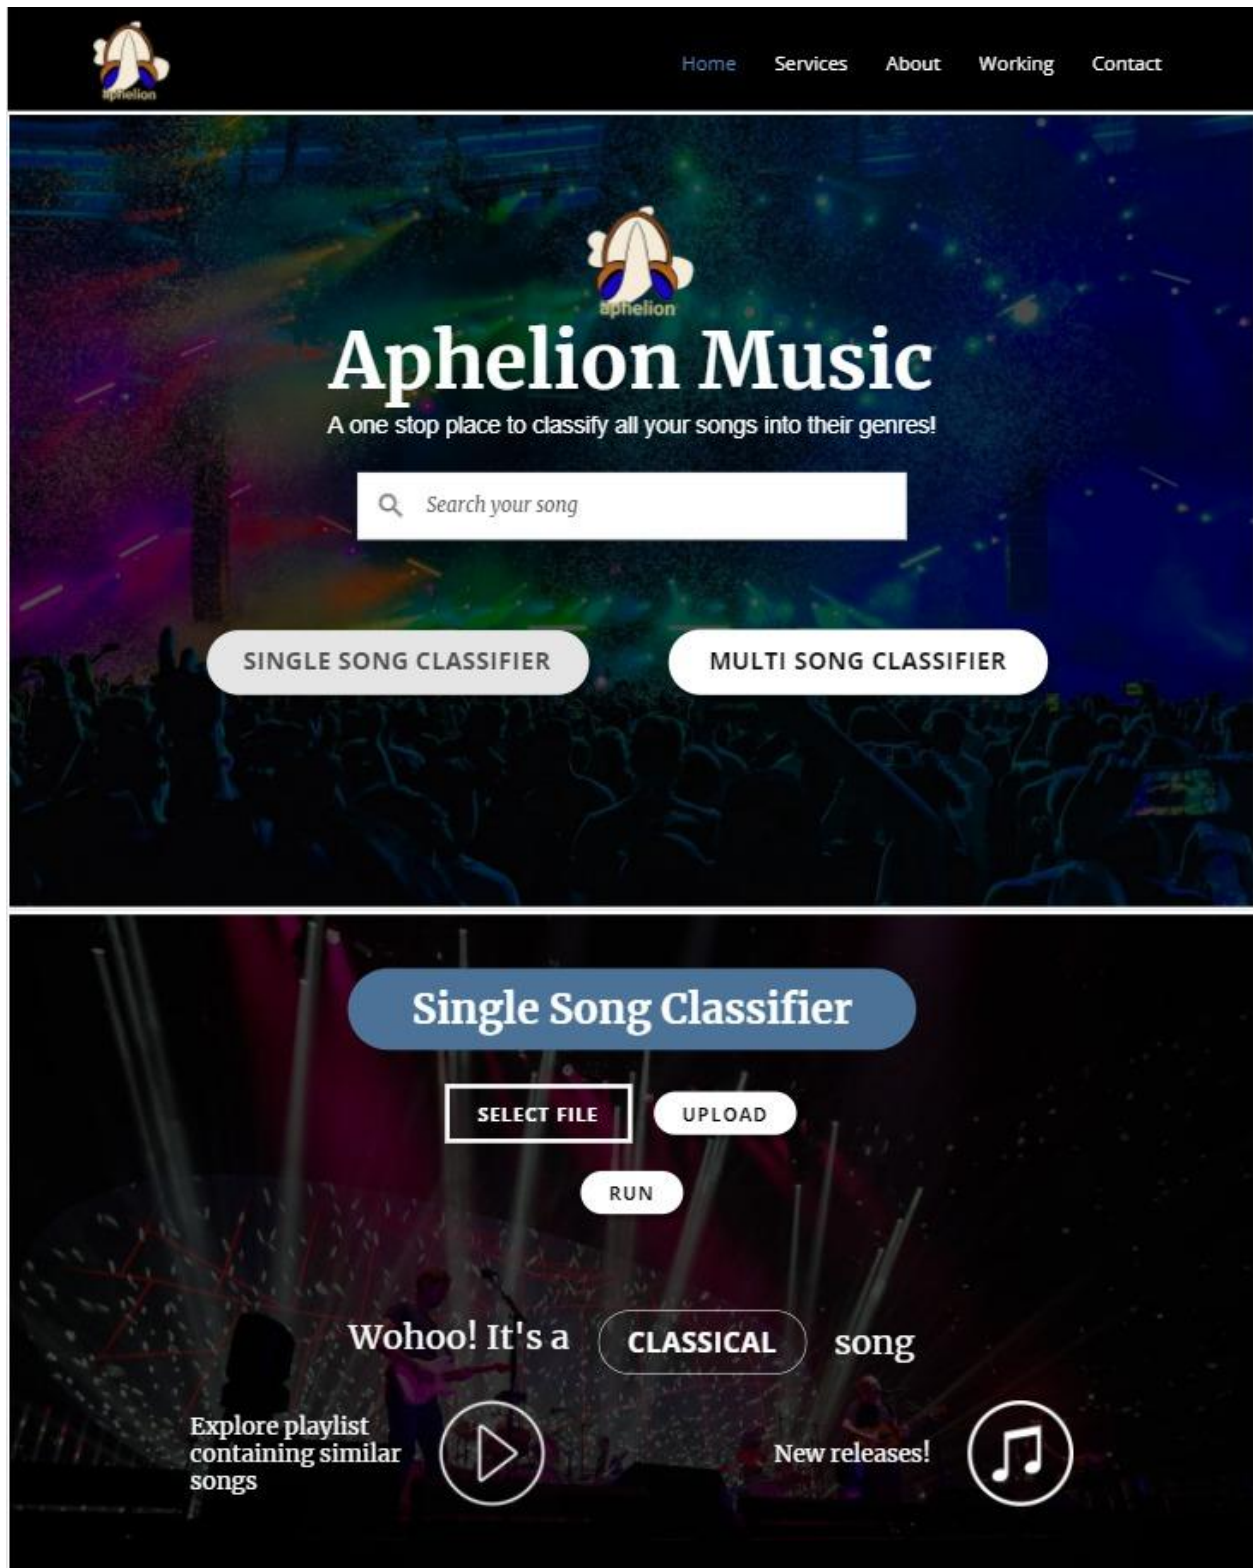 aphelion
Home Services About Working Contact
aphelion
Aphelion Music
A one stop place to classify all your songs into their genres!
Search your song
SINGLE SONG CLASSIFIER MULTI SONG CLASSIFIER
Single Song Classifier
SELECT FILE UPLOAD
RUN
Wohoo! It's a CLASSICAL song
Explore playlist
containing similar
songs
New releases!